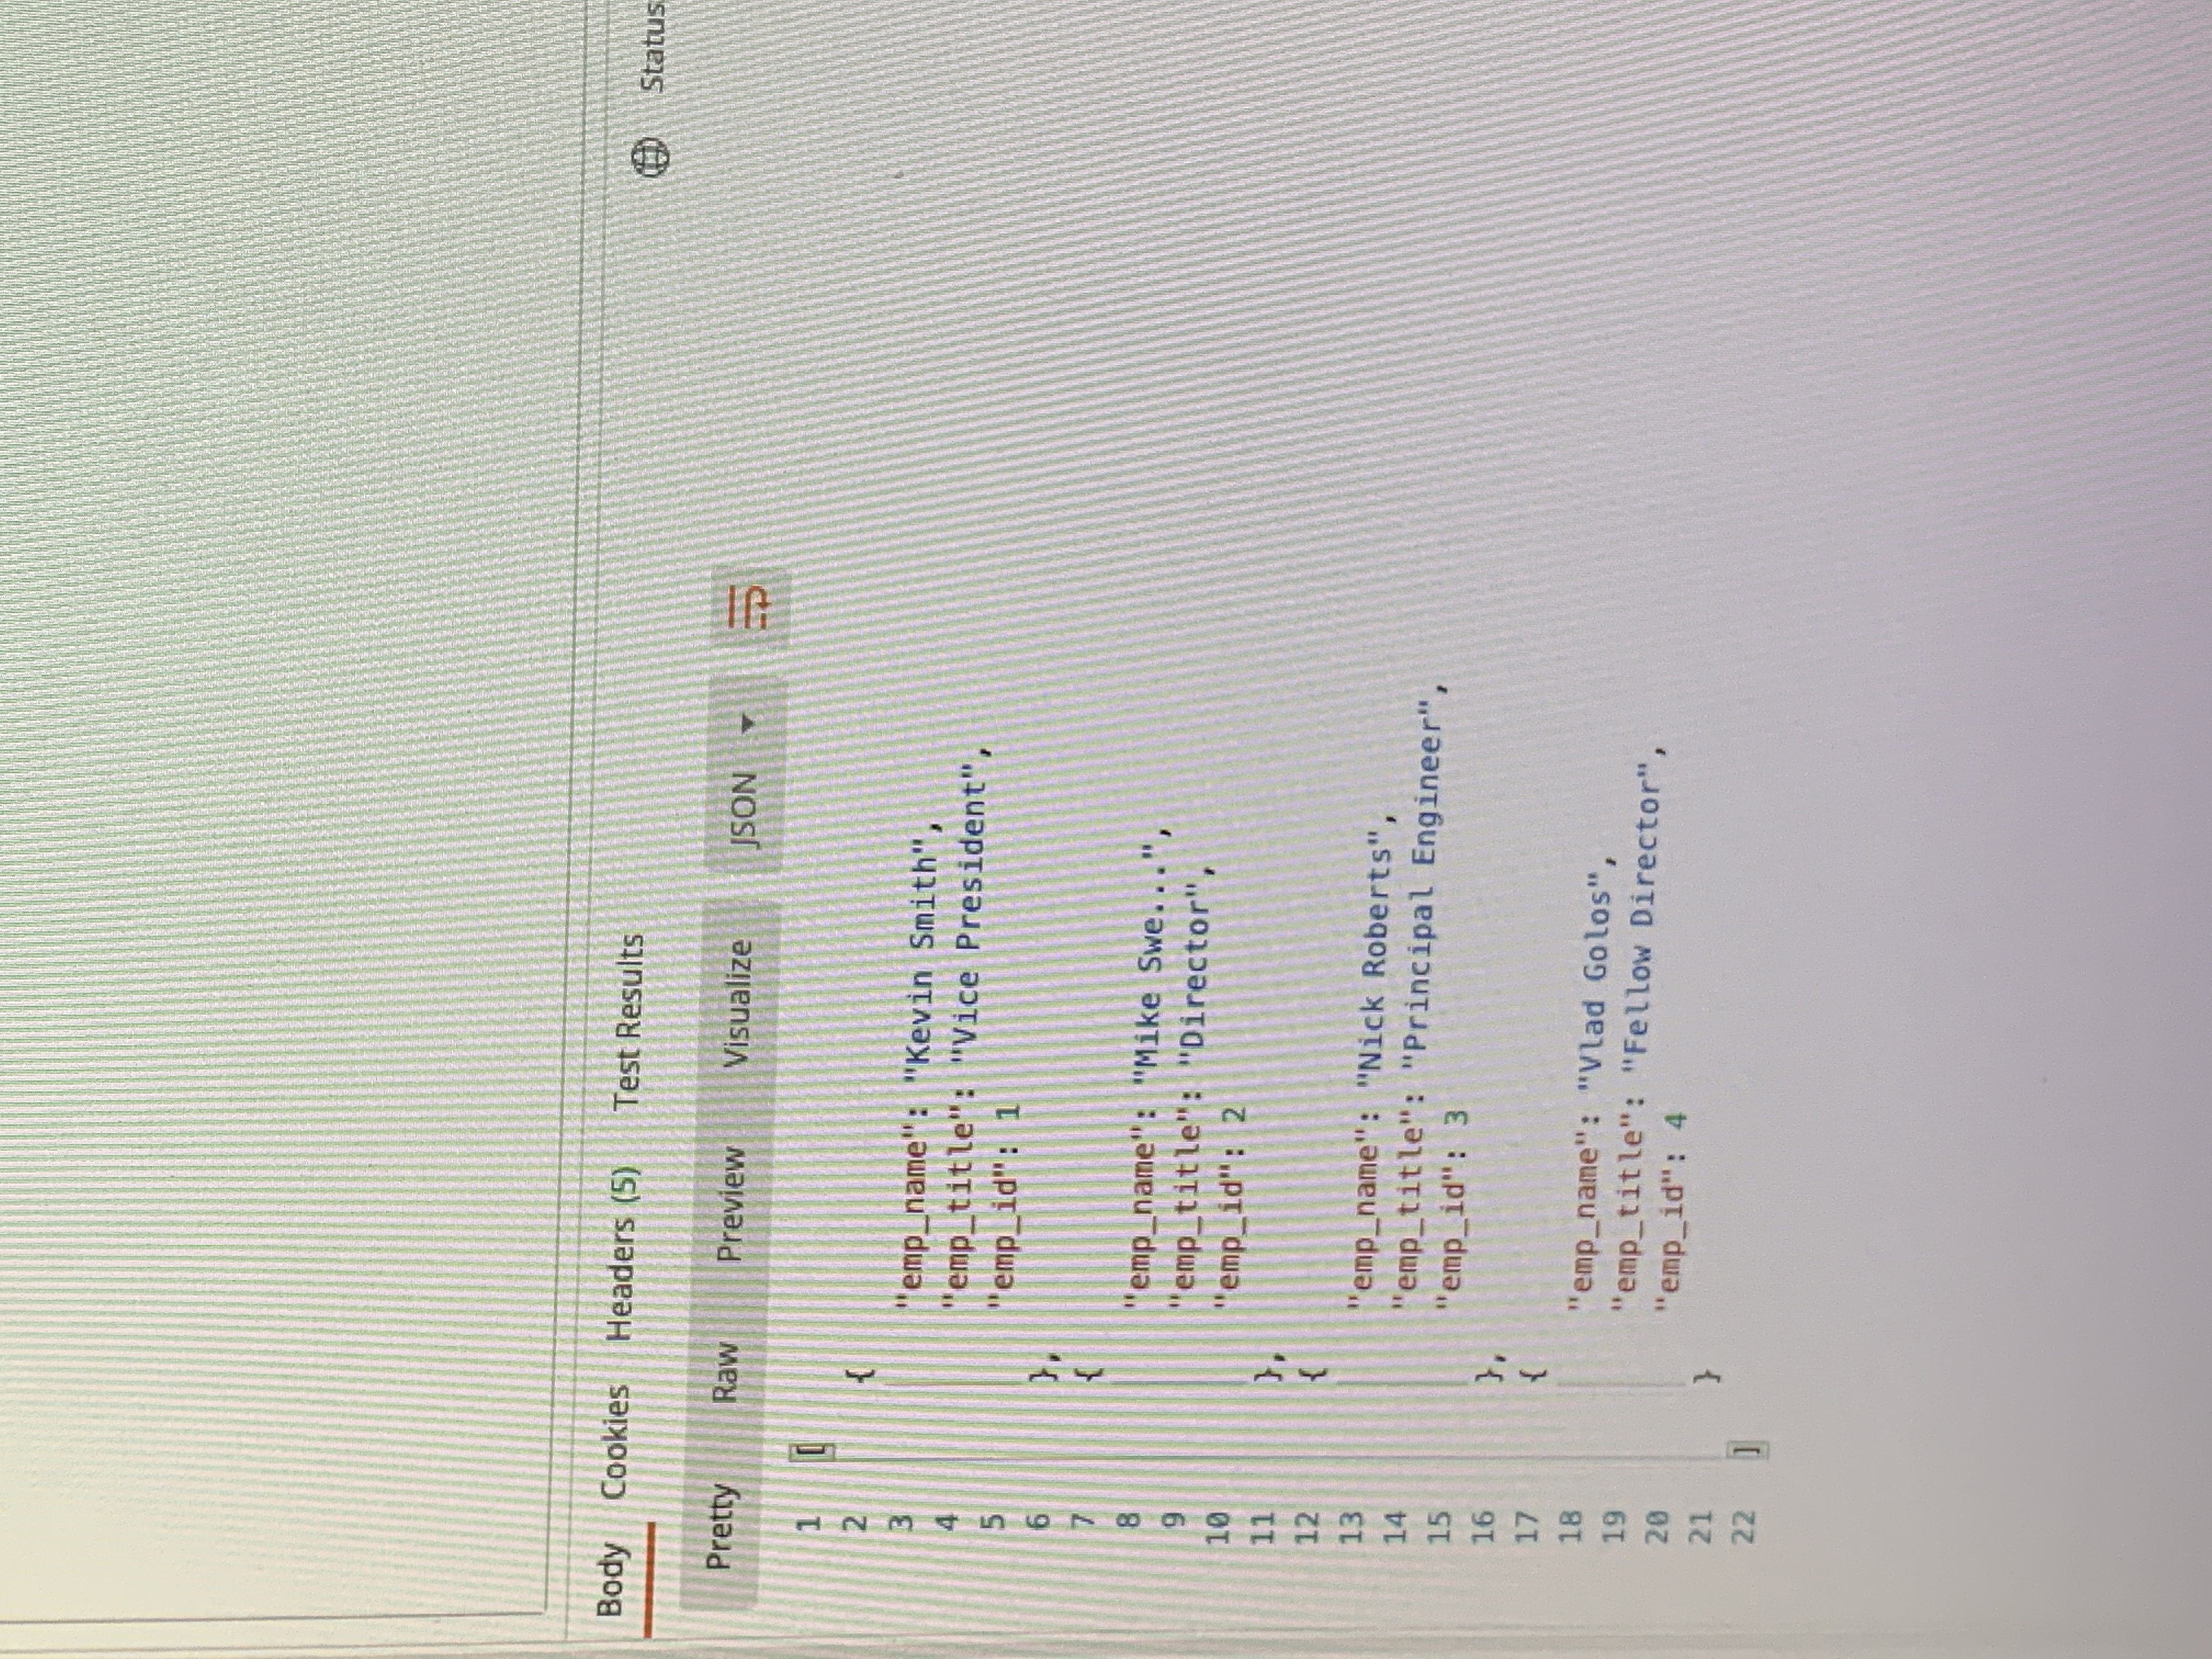 Body Cookies Headers (5) Test Results Status
Pretty Raw Preview Visualize JSON
1 [
2 {
3 "emp_name": "Kevin Smith",
4 "emp_title": "Vice President",
5 "emp_id": 1
6 },
7 {
8 "emp_name": "Mike Swe...",
9 "emp_title": "Director",
10 "emp_id": 2
11 },
12 {
13 "emp_name": "Nick Roberts",
14 "emp_title": "Principal Engineer",
15 "emp_id": 3
16 },
17 {
18 "emp_name": "Vlad Golos",
19 "emp_title": "Fellow Director",
20 "emp_id": 4
21 }
22 ]